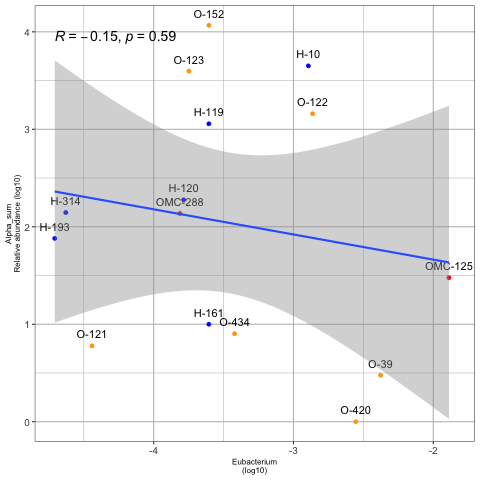 O-152
R = −0.15, p = 0.59
H-10
O-123
O-122
H-119
H-120
H-314
OMC-288
H-193
OMC-125
H-161
O-434
O-121
O-39
O-420
4
3
2
1
0
-4
-3
-2
Alpha_sum
Relative abundance (log10)
Eubacterium
(log10)